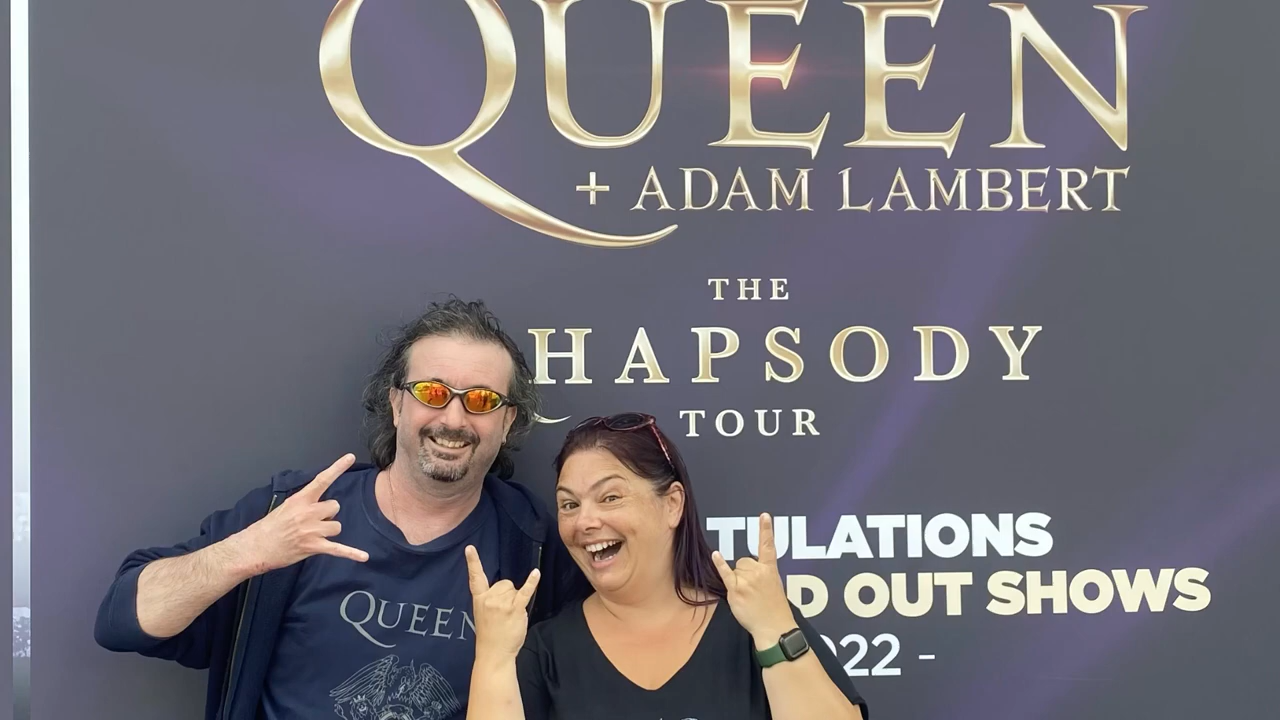 QUEEN
+ ADAM LAMBERT
THE
HAPSODY
TOUR
TULATIONS
D OUT SHOWS
22 -
QUEEN